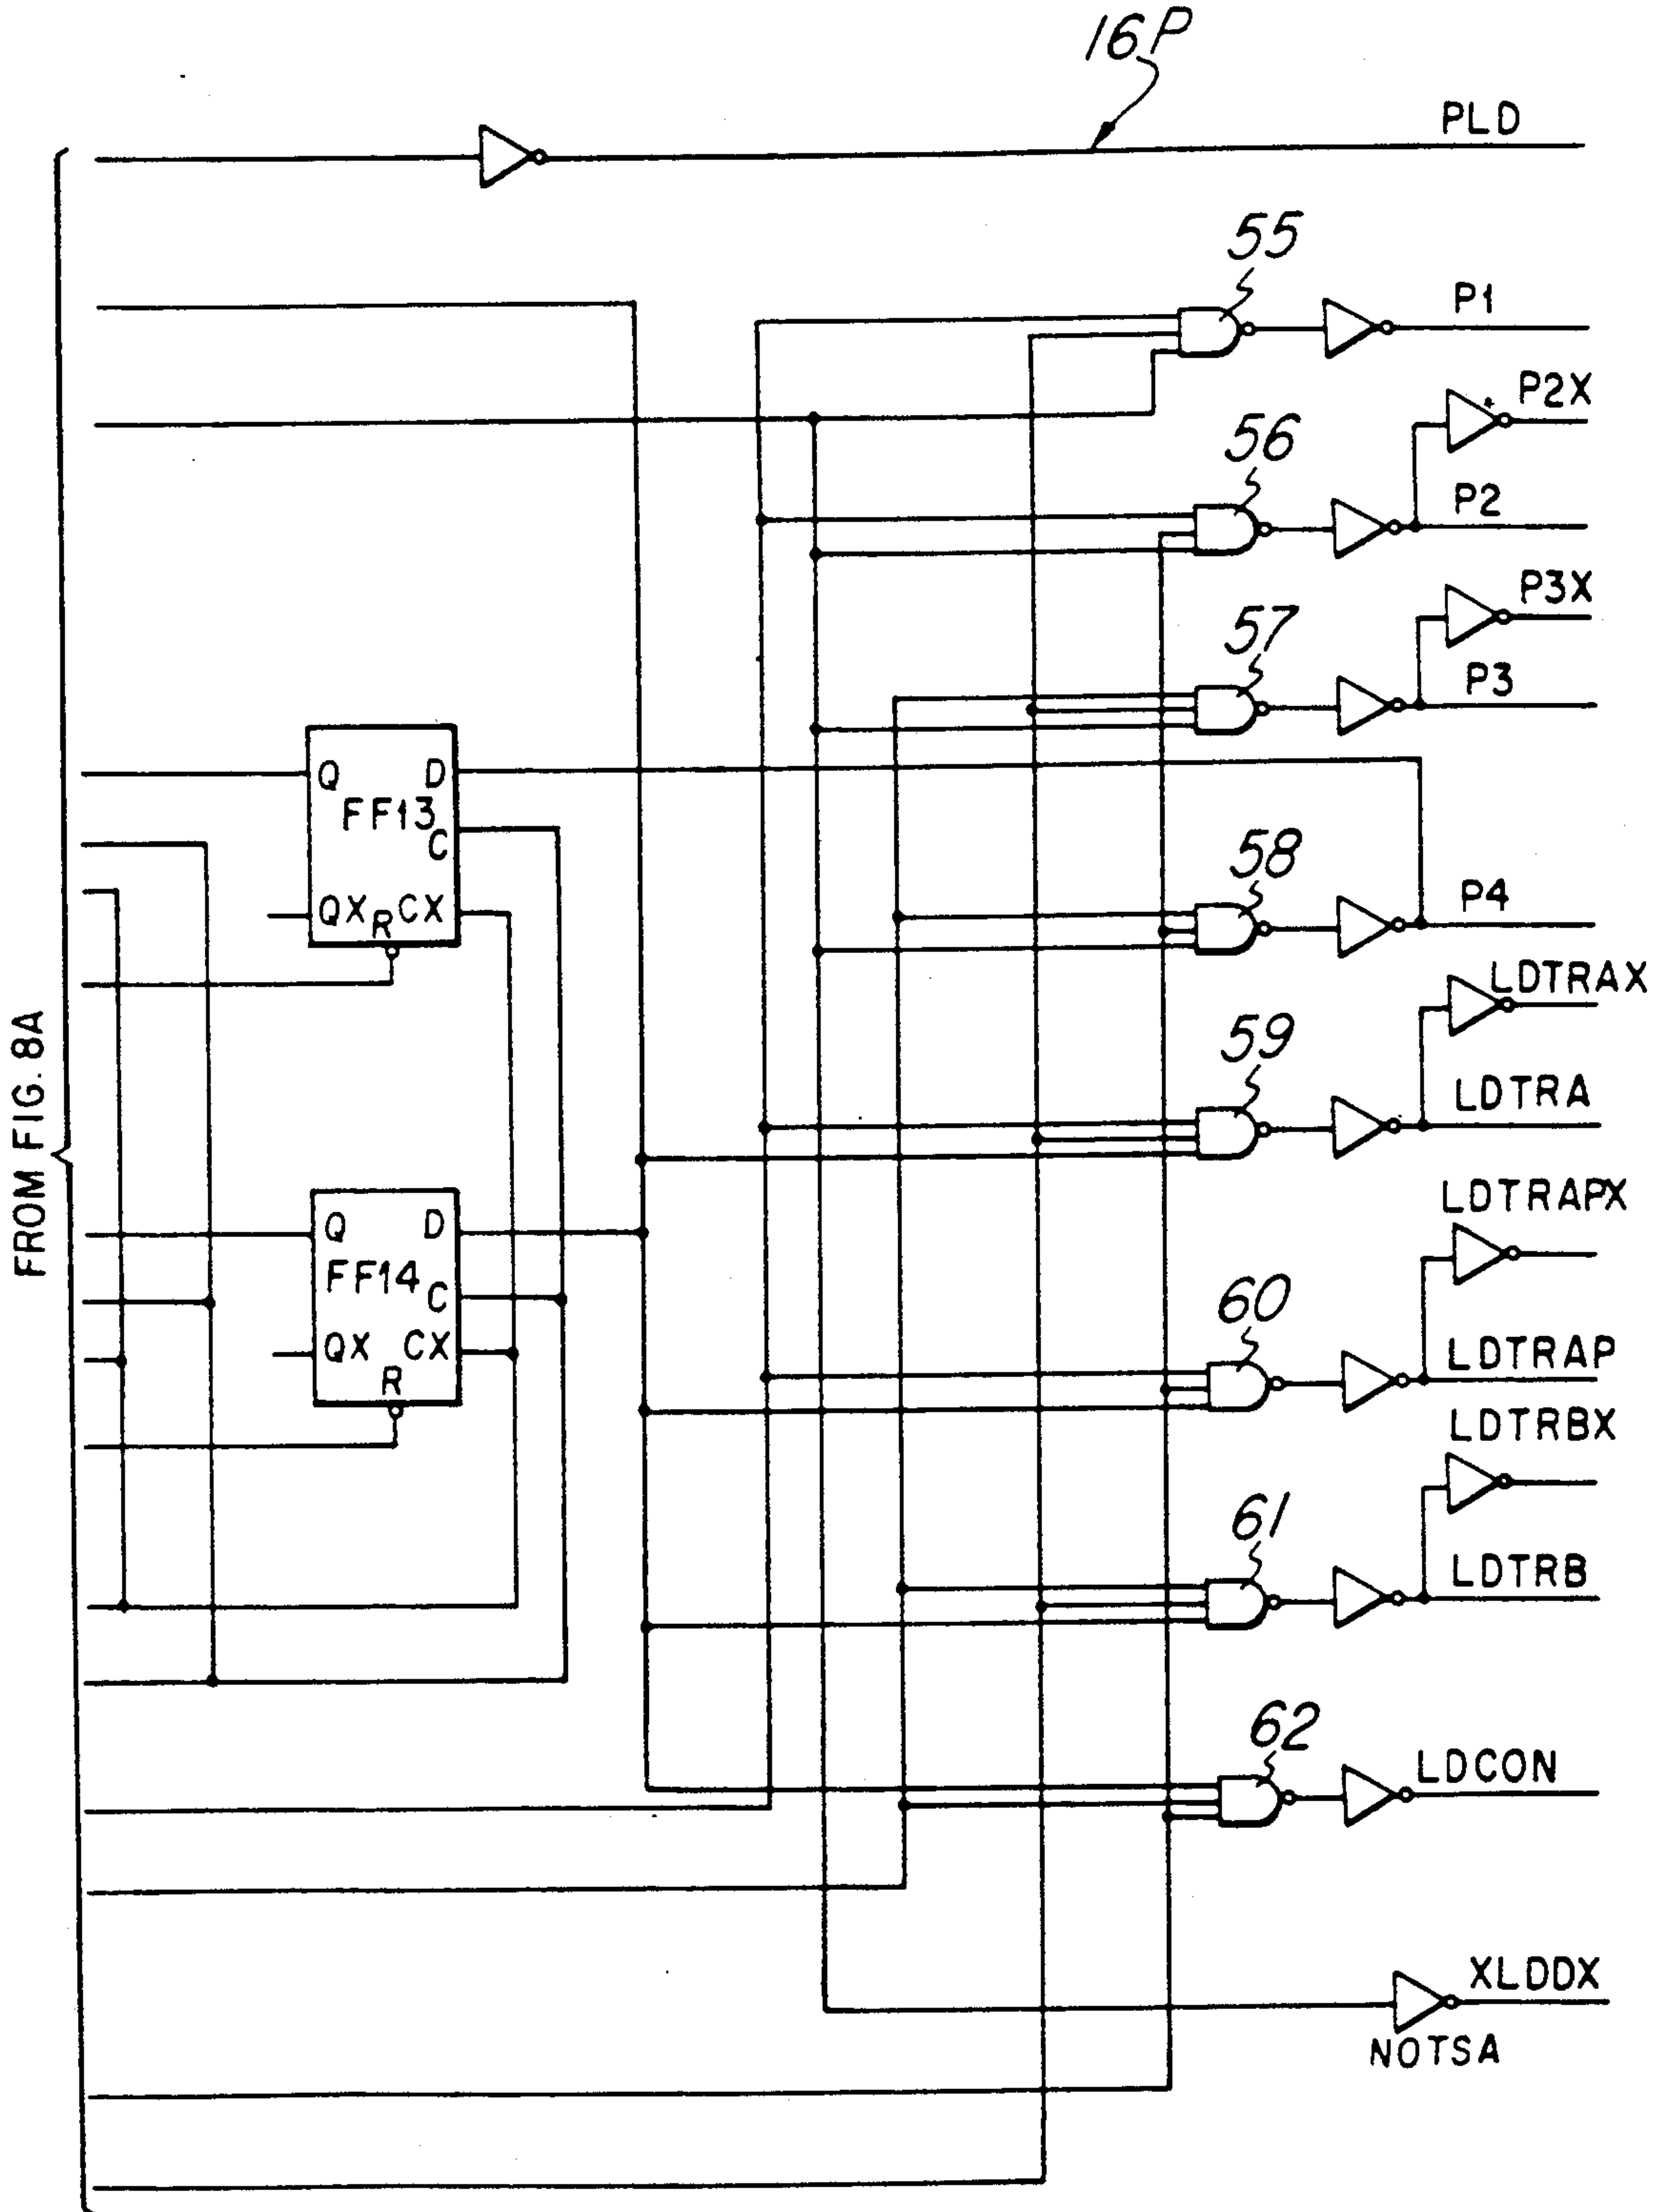 16P
PLD
55
P1
P2X
56
P2
P3X
57
P3
Q D
FF13
C
QX R CX
58
P4
LDTRAX
59
LDTRA
FROM FIG. 8A
LDTRAPX
Q D
FF14
C
QX CX
R
60
LDTRAP
LDTRBX
61
LDTRB
62
LDCON
XLDDX
NOTSA